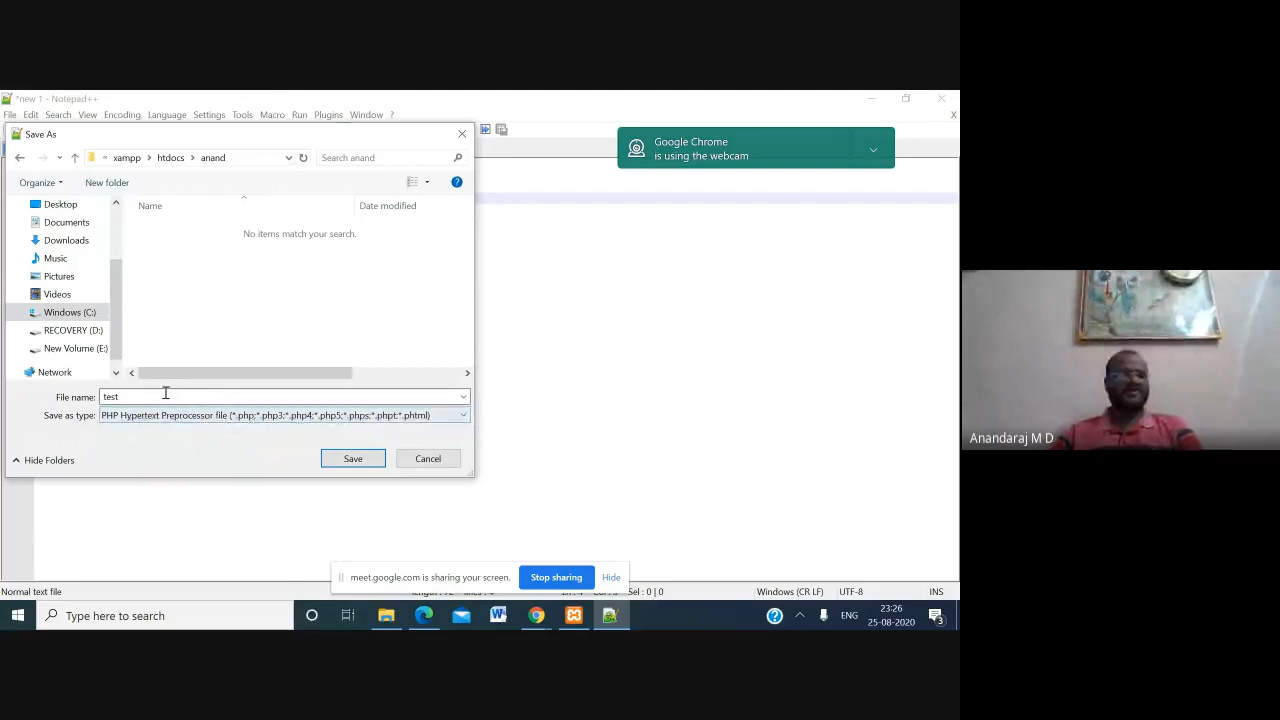 *new 1 - Notepad++
File Edit Search View Encoding Language Settings Tools Macro Run Plugins Window ? X
Save As
Google Chrome
is using the webcam
« xampp › htdocs › anand
Search anand
Organize
New folder
Name
Date modified
No items match your search.
Desktop
Documents
Downloads
Music
Pictures
Videos
Windows (C:)
RECOVERY (D:)
New Volume (E:)
Network
File name: test
Save as type: PHP Hypertext Preprocessor file (*.php;*.php3;*.php4;*.php5;*.phps;*.phpt;*.phtml)
Hide Folders
Save
Cancel
Anandaraj M D
meet.google.com is sharing your screen.
Stop sharing
Hide
Normal text file
Sel : 0 | 0
Windows (CR LF)
UTF-8
INS
Type here to search
ENG
23:26
25-08-2020
3